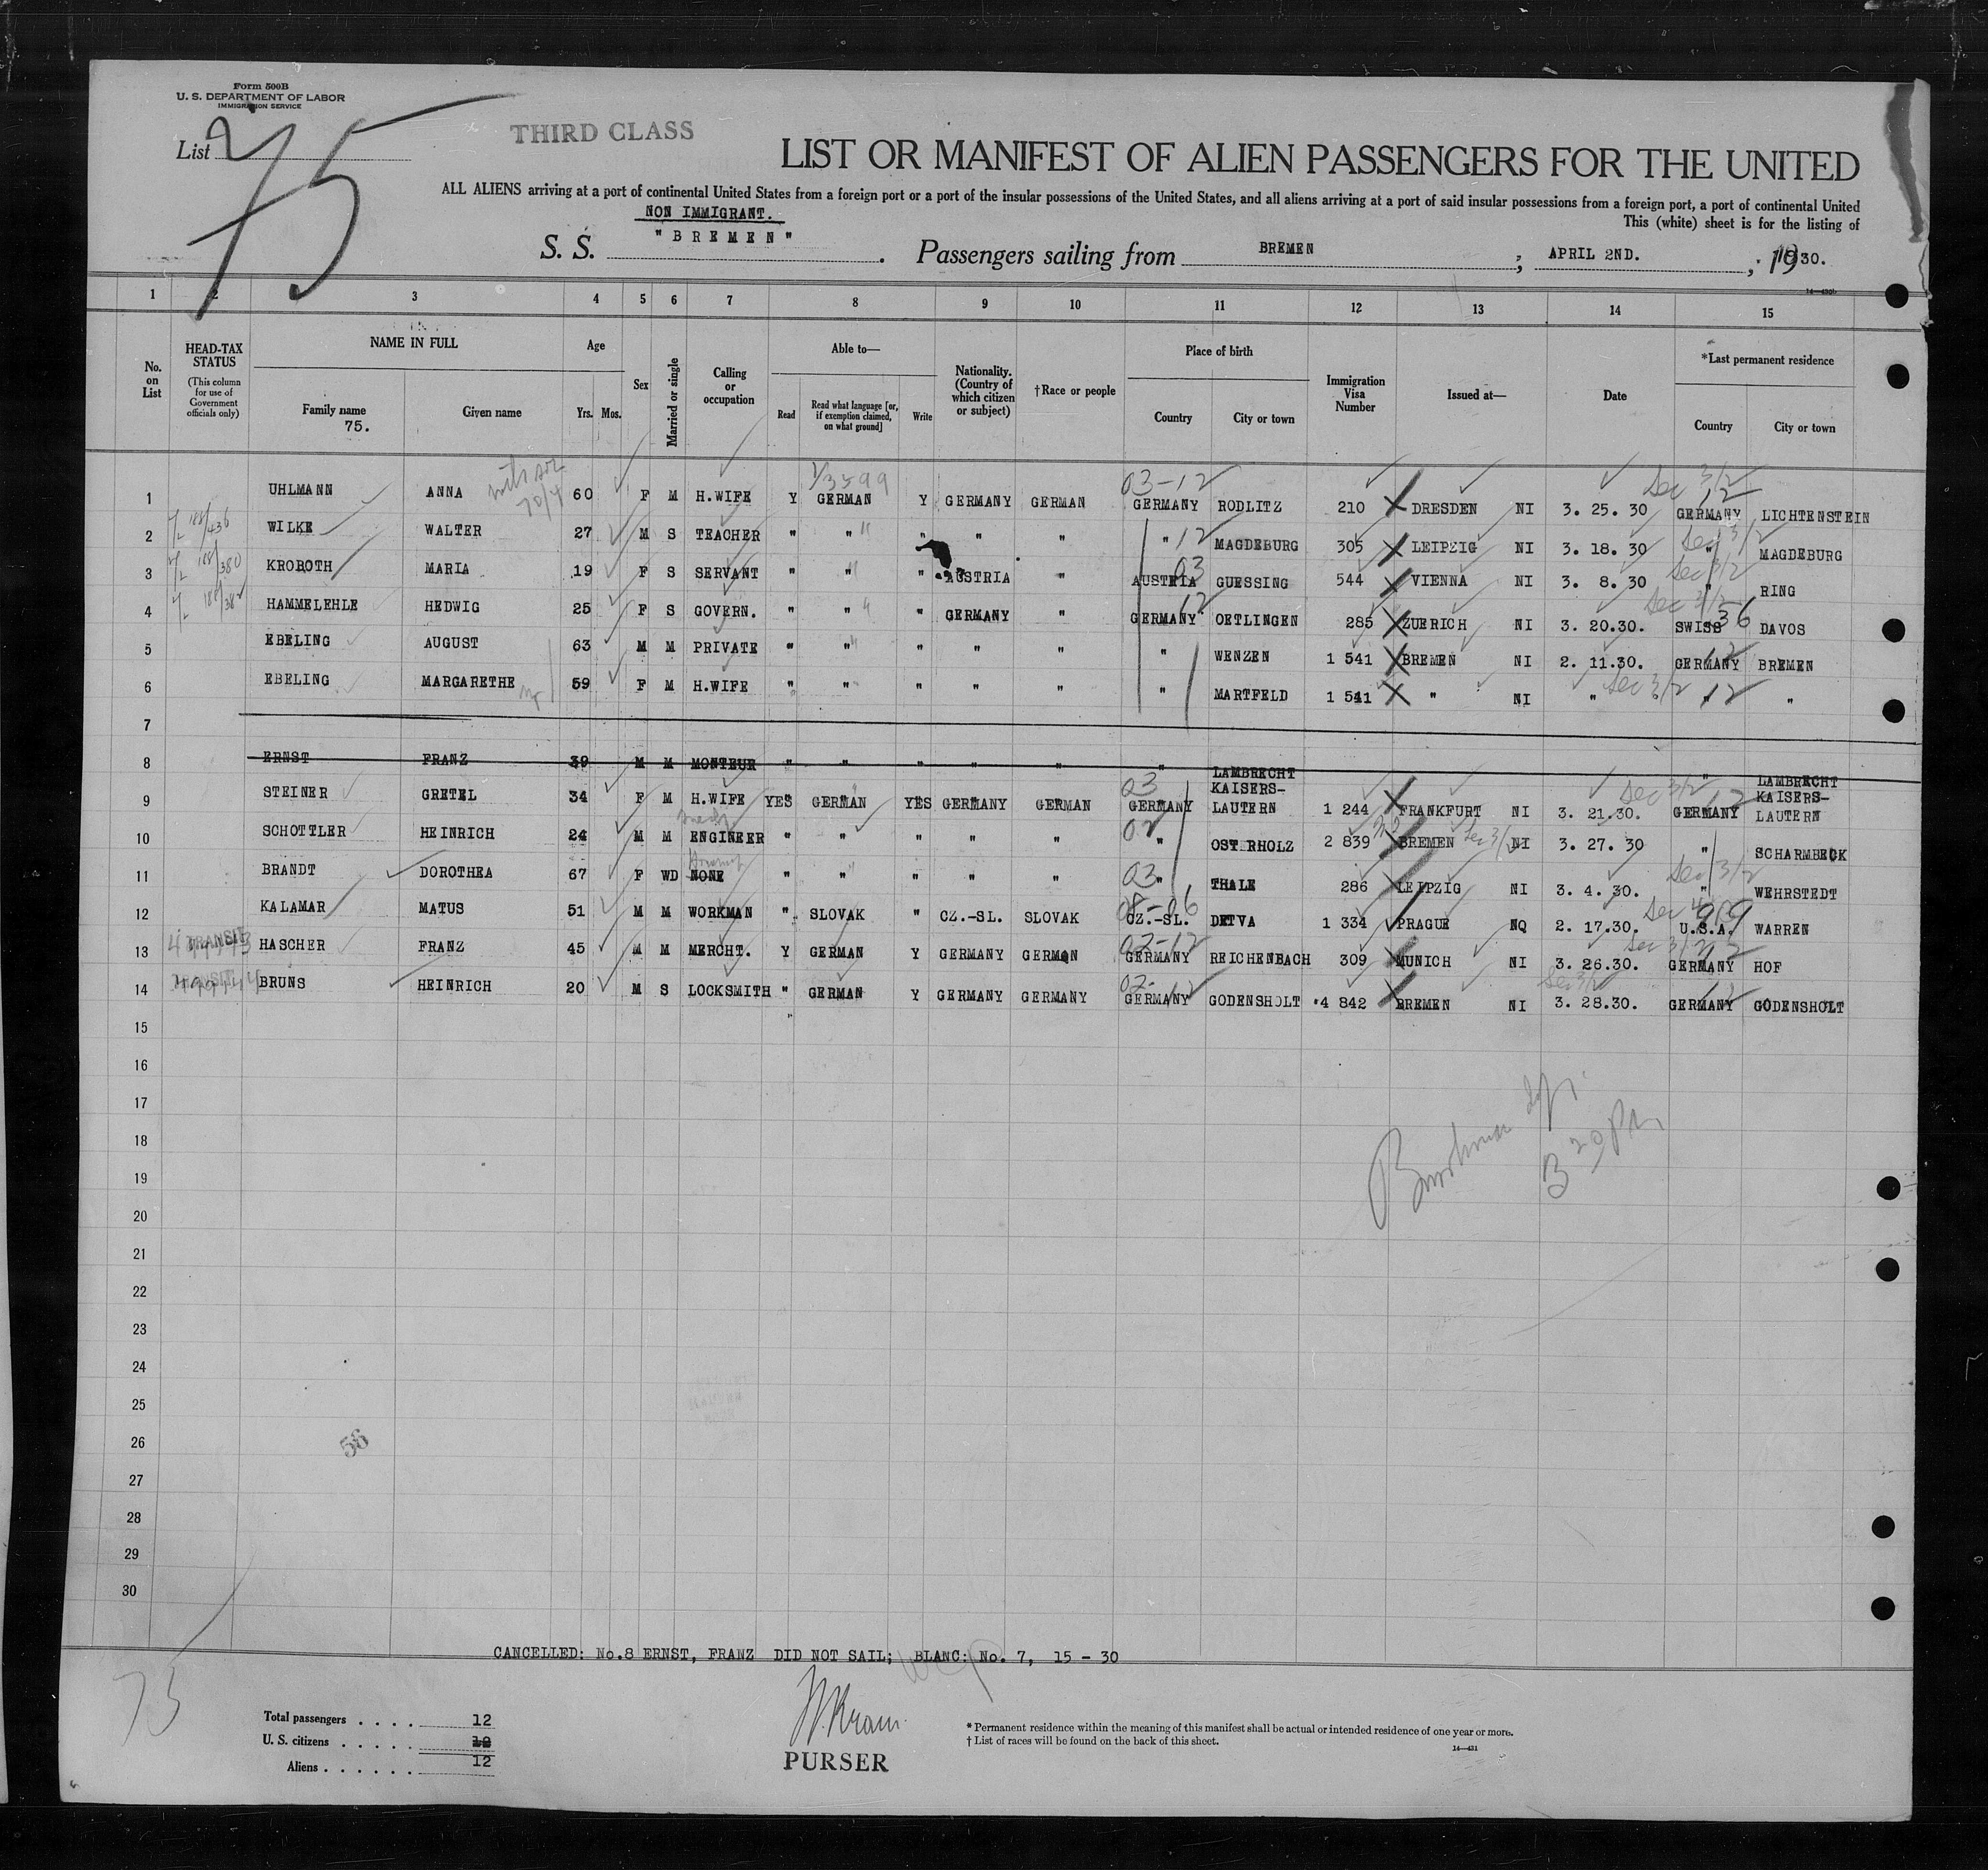 Form 500B
U. S. DEPARTMENT OF LABOR
IMMIGRATION SERVICE
List 75
THIRD CLASS
LIST OR MANIFEST OF ALIEN PASSENGERS FOR THE UNITED
ALL ALIENS arriving at a port of continental United States from a foreign port or a port of the insular possessions of the United States, and all aliens arriving at a port of said insular possessions from a foreign port, a port of continental United
This (white) sheet is for the listing of
NON IMMIGRANT.
S. S. "BREMEN". Passengers sailing from BREMEN; APRIL 2ND., 1930.
1 2 3 4 5 6 7 8 9 10 11 12 13 14 15
No. on List
HEAD-TAX STATUS (This column for use of Government officials only)
NAME IN FULL
Family name 75.
Given name
Age
Yrs. Mos.
Sex
Married or single
Calling or occupation
Able to—
Read
Read what language [or, if exemption claimed, on what ground]
Write
Nationality. (Country of which citizen or subject)
†Race or people
Place of birth
Country
City or town
Immigration Visa Number
Issued at—
Date
*Last permanent residence
Country
City or town
1 UHLMANN ANNA 60 F M H.WIFE Y GERMAN Y GERMANY GERMAN GERMANY RODLITZ 210 DRESDEN NI 3. 25. 30 GERMANY LICHTENSTEIN
2 WILKE WALTER 27 M S TEACHER " " " " " " MAGDEBURG 305 LEIPZIG NI 3. 18. 30 " MAGDEBURG
3 KROBOTH MARIA 19 F S SERVANT " " " AUSTRIA " AUSTRIA GUESSING 544 VIENNA NI 3. 8. 30 " RING
4 HAMMELEHLE HEDWIG 25 F S GOVERN. " " " GERMANY " GERMANY OETLINGEN 285 ZUERICH NI 3. 20.30. SWISS DAVOS
5 EBELING AUGUST 63 M M PRIVATE " " " " " " WENZEN 1 541 BREMEN NI 2. 11.30. GERMANY BREMEN
6 EBELING MARGARETHE 59 F M H.WIFE " " " " " " MARTFELD 1 541 " NI " " "
7
8 ERNST FRANZ 39 M M MONTEUR " " " " " " LAMBRECHT " LAMBRECHT
9 STEINER GRETEL 34 F M H.WIFE YES GERMAN YES GERMANY GERMAN GERMANY KAISERS-LAUTERN 1 244 FRANKFURT NI 3. 21.30. GERMANY KAISERS-LAUTERN
10 SCHOTTLER HEINRICH 24 M M ENGINEER " " " " " " OSTERHOLZ 2 839 BREMEN NI 3. 27. 30 " SCHARMBECK
11 BRANDT DOROTHEA 67 F WD NONE " " " " " " THALE 286 LEIPZIG NI 3. 4. 30. " WEHRSTEDT
12 KALAMAR MATUS 51 M M WORKMAN " SLOVAK " CZ.-SL. SLOVAK CZ.-SL. DETVA 1 334 PRAGUE NQ 2. 17.30. U.S.A. WARREN
13 TRANSIT HASCHER FRANZ 45 M M MERCHT. Y GERMAN Y GERMANY GERMAN GERMANY REICHENBACH 309 MUNICH NI 3. 26.30. GERMANY HOF
14 TRANSIT BRUNS HEINRICH 20 M S LOCKSMITH " GERMAN Y GERMANY GERMANY GERMANY GODENSHOLT 4 842 BREMEN NI 3. 28.30. GERMANY GODENSHOLT
15
16
17
18
19
20
21
22
23
24
25
26
27
28
29
30
56
CANCELLED: No.8 ERNST, FRANZ DID NOT SAIL; BLANC: No. 7, 15 - 30
75
Total passengers . . . . 12
U. S. citizens . . . . .
Aliens . . . . . . 12
PURSER
* Permanent residence within the meaning of this manifest shall be actual or intended residence of one year or more.
† List of races will be found on the back of this sheet.
14—431